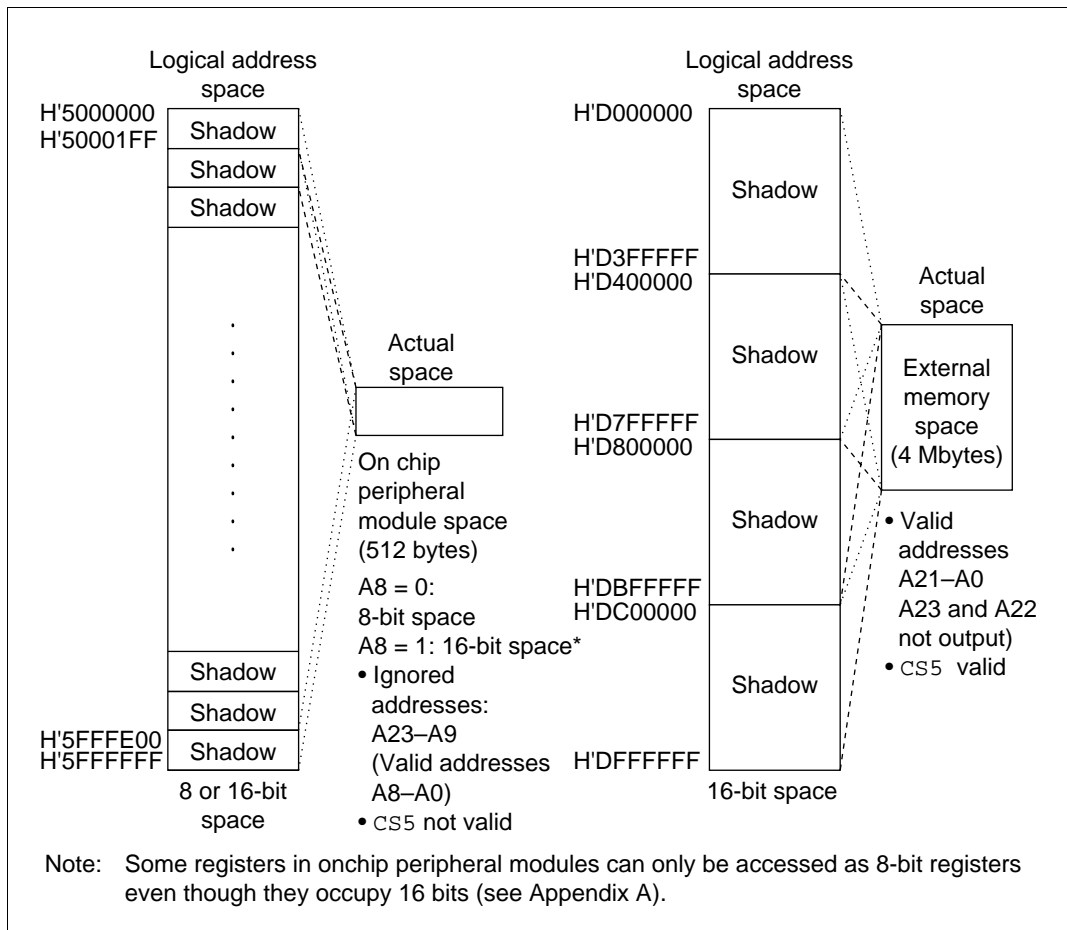 Logical address
space
H'5000000
H'50001FF
Shadow
Shadow
Shadow
Shadow
Shadow
H'5FFFE00
Shadow
H'5FFFFFF
8 or 16-bit
space
Actual
space
On chip
peripheral
module space
(512 bytes)
A8 = 0:
8-bit space
A8 = 1: 16-bit space*
• Ignored
addresses:
A23–A9
(Valid addresses
A8–A0)
• CS5 not valid
Logical address
space
H'D000000
Shadow
H'D3FFFFF
H'D400000
Shadow
H'D7FFFFF
H'D800000
Shadow
H'DBFFFFF
H'DC00000
Shadow
H'DFFFFFF
16-bit space
Actual
space
External
memory
space
(4 Mbytes)
• Valid
addresses
A21–A0
A23 and A22
not output)
• CS5 valid
Note: Some registers in onchip peripheral modules can only be accessed as 8-bit registers
even though they occupy 16 bits (see Appendix A).